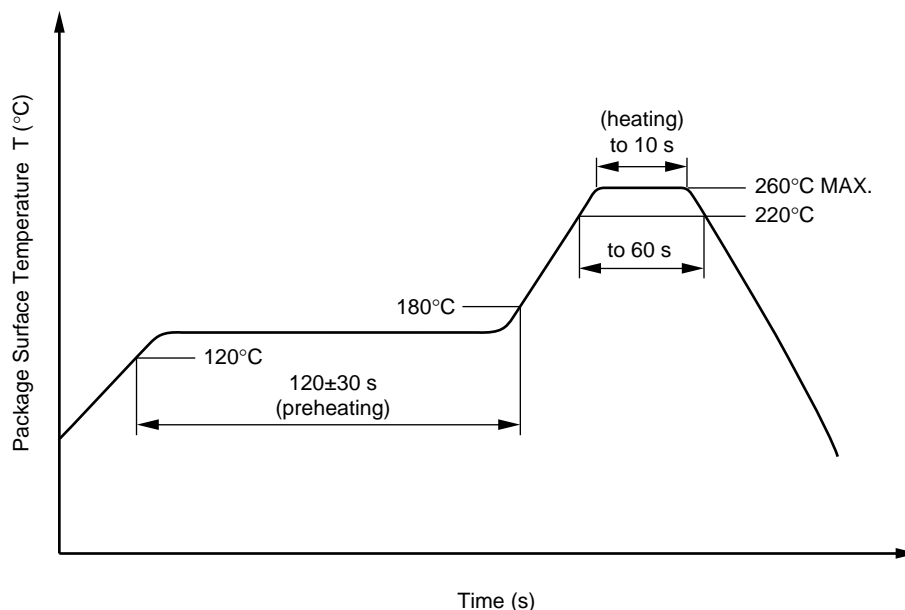 Package Surface Temperature T (°C)
(heating)
to 10 s
260°C MAX.
220°C
to 60 s
180°C
120°C
120±30 s
(preheating)
Time (s)